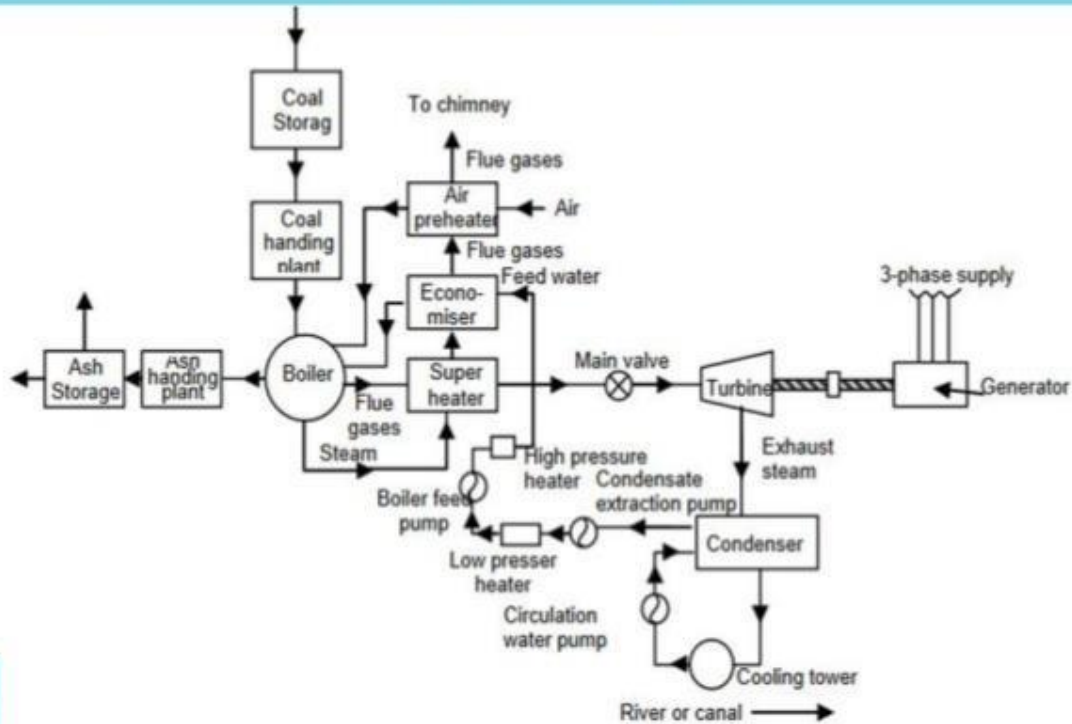 Coal
Storag
To chimney
Flue gases
Air
preheater
Air
Coal
handing
plant
Flue gases
Feed water
Econo-
miser
3-phase supply
Ash
Storage
Ash
handing
plant
Boiler
Super
heater
Main valve
Turbine
Generator
Flue
gases
Steam
High pressure
heater
Exhaust
steam
Boiler feed
pump
Condensate
extraction pump
Condenser
Low presser
heater
Circulation
water pump
Cooling tower
River or canal